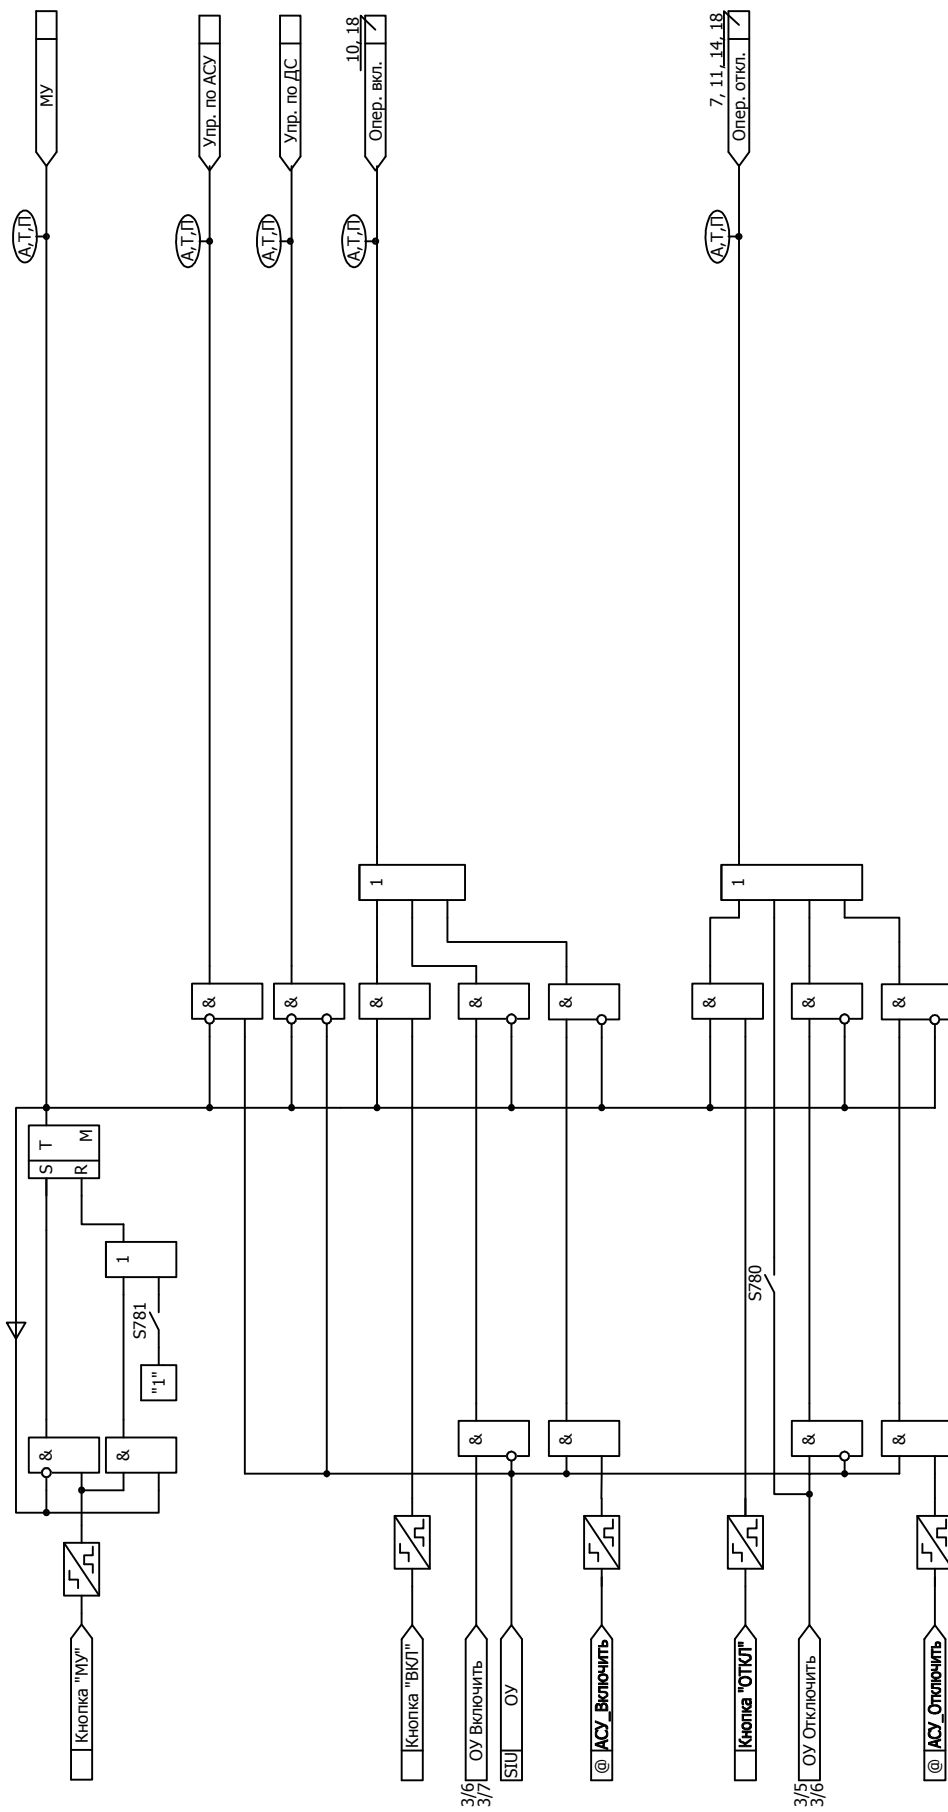 МУ
Упр. по АСУ
Упр. по ДС
10, 18
Опер. вкл.
7, 11, 14, 18
Опер. откл.
А,Т,П
А,Т,П
А,Т,П
А,Т,П
А,Т,П
1
1
&
&
&
&
&
&
&
&
S T
R M
1
S781
"1"
S780
&
&
&
&
&
&
Кнопка "МУ"
Кнопка "ВКЛ"
3/6
3/7
ОУ Включить
SIU ОУ
@ АСУ_Включить
Кнопка "ОТКЛ"
3/5
3/6
ОУ Отключить
@ АСУ_Отключить